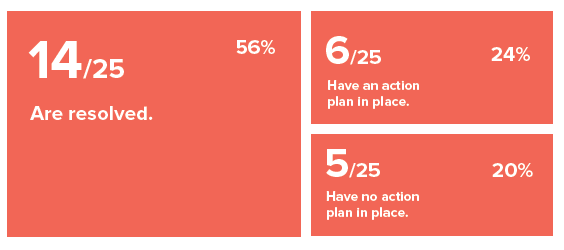 14/25 56%
Are resolved.
6/25 24%
Have an action
plan in place.
5/25 20%
Have no action
plan in place.